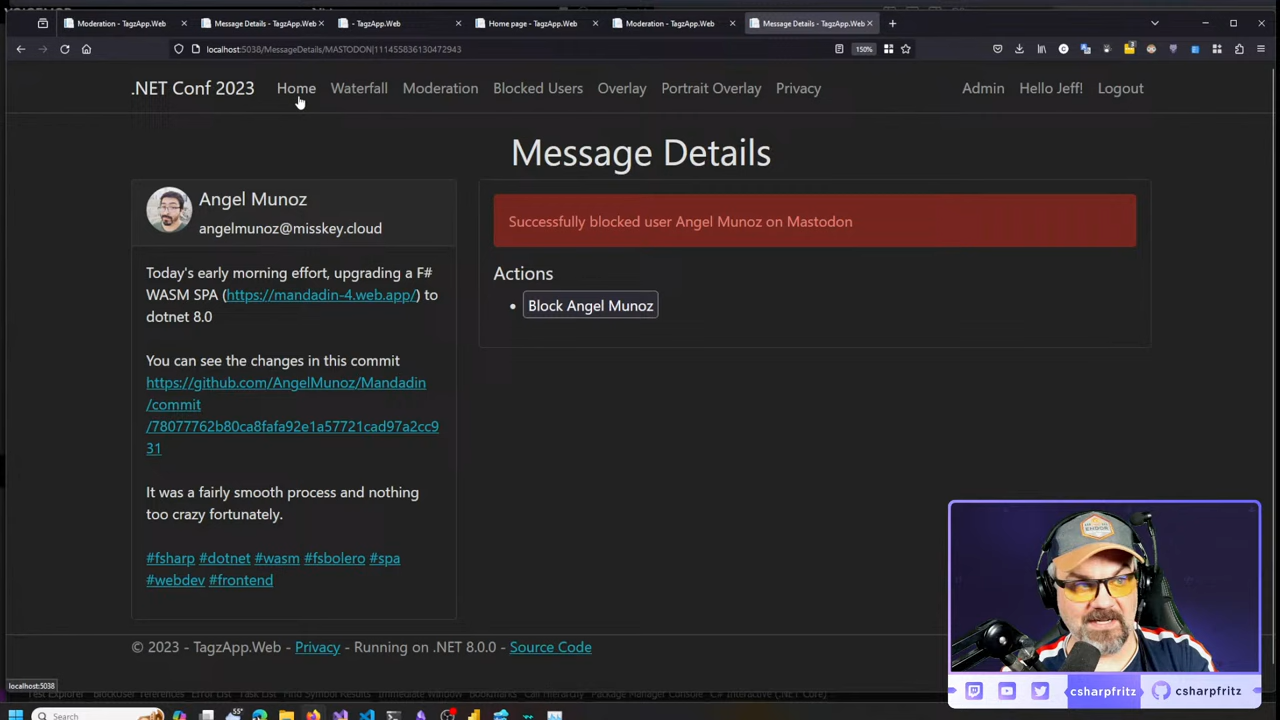 Moderation - TagzApp.Web
Message Details - TagzApp.Web
- TagzApp.Web
Home page - TagzApp.Web
Moderation - TagzApp.Web
Message Details - TagzApp.Web
localhost:5038/MessageDetails/MASTODON|111455836130472943
150%
.NET Conf 2023 Home Waterfall Moderation Blocked Users Overlay Portrait Overlay Privacy Admin Hello Jeff! Logout
Message Details
Angel Munoz
angelmunoz@misskey.cloud
Today's early morning effort, upgrading a F#
WASM SPA (https://mandadin-4.web.app/) to
dotnet 8.0
You can see the changes in this commit
https://github.com/AngelMunoz/Mandadin
/commit
/78077762b80ca8fafa92e1a57721cad97a2cc9
31
It was a fairly smooth process and nothing
too crazy fortunately.
#fsharp #dotnet #wasm #fsbolero #spa
#webdev #frontend
Successfully blocked user Angel Munoz on Mastodon
Actions
Block Angel Munoz
© 2023 - TagzApp.Web - Privacy - Running on .NET 8.0.0 - Source Code
localhost:5038
csharpfritz
csharpfritz
Search
55°